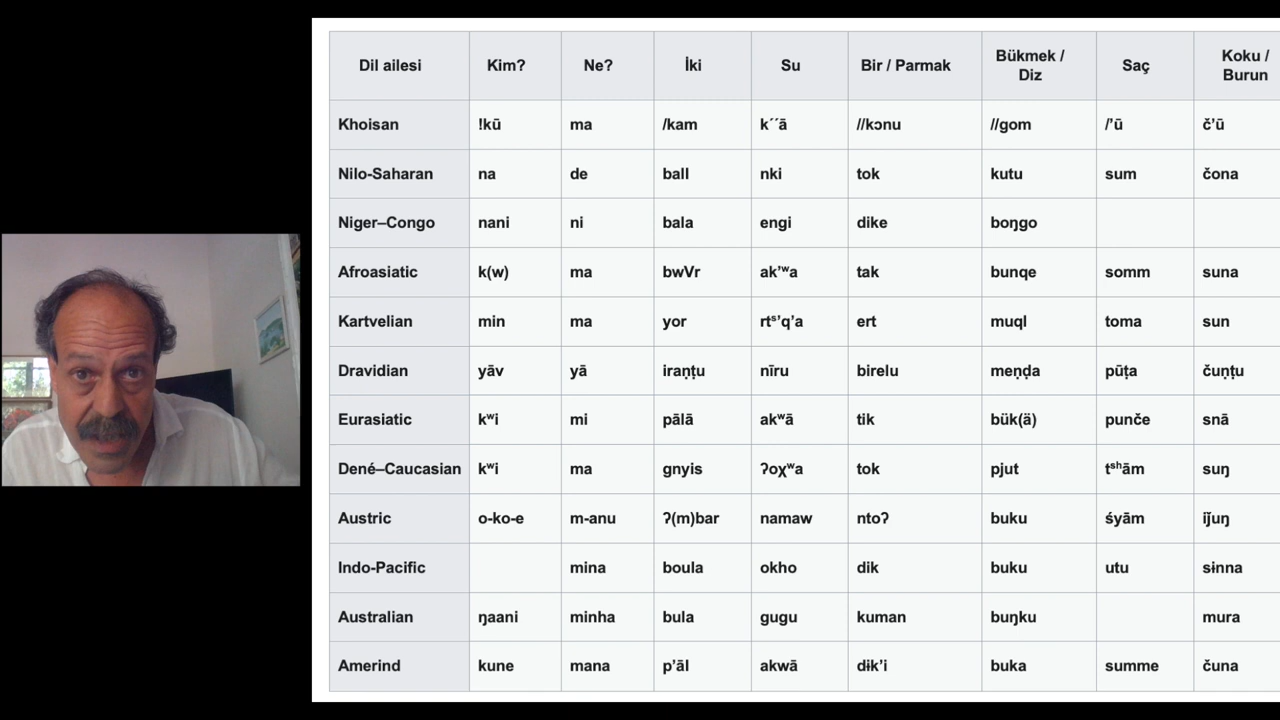 Dil ailesi Kim? Ne? İki Su Bir / Parmak Bükmek / Diz Saç Koku / Burun
Khoisan !kū ma /kam k´´ā //kɔnu //gom /’ū č’ū
Nilo-Saharan na de ball nki tok kutu sum čona
Niger–Congo nani ni bala engi dike boŋgo
Afroasiatic k(w) ma bwVr ak’ʷa tak bunqe somm suna
Kartvelian min ma yor rtˢ’q’a ert muql toma sun
Dravidian yāv yā iraṇṭu nīru birelu meṇḍa pūṭa čuṇṭu
Eurasiatic kʷi mi pālā akʷā tik bük(ä) punče snā
Dené–Caucasian kʷi ma gnyis ʔoχʷa tok pjut tˢʰām suŋ
Austric o-ko-e m-anu ʔ(m)bar namaw ntoʔ buku śyām iǰuŋ
Indo-Pacific mina boula okho dik buku utu sɨnna
Australian ŋaani minha bula gugu kuman buŋku mura
Amerind kune mana p’āl akwā dɨk’i buka summe čuna